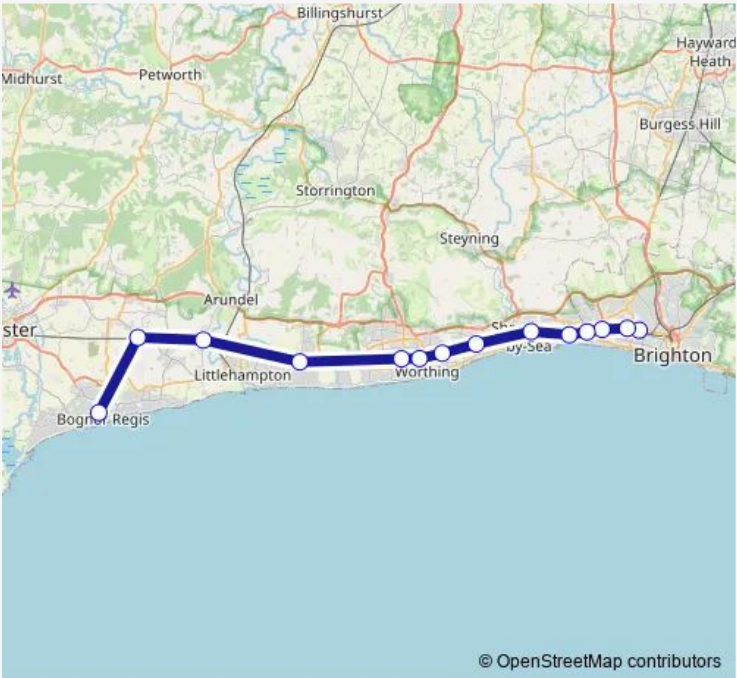 Billingshurst
Hayward
Heath
Midhurst
Petworth
Burgess Hill
Storrington
Steyning
Arundel
ster
by-Sea
Brighton
Littlehampton
Worthing
Bognor Regis
© OpenStreetMap contributors